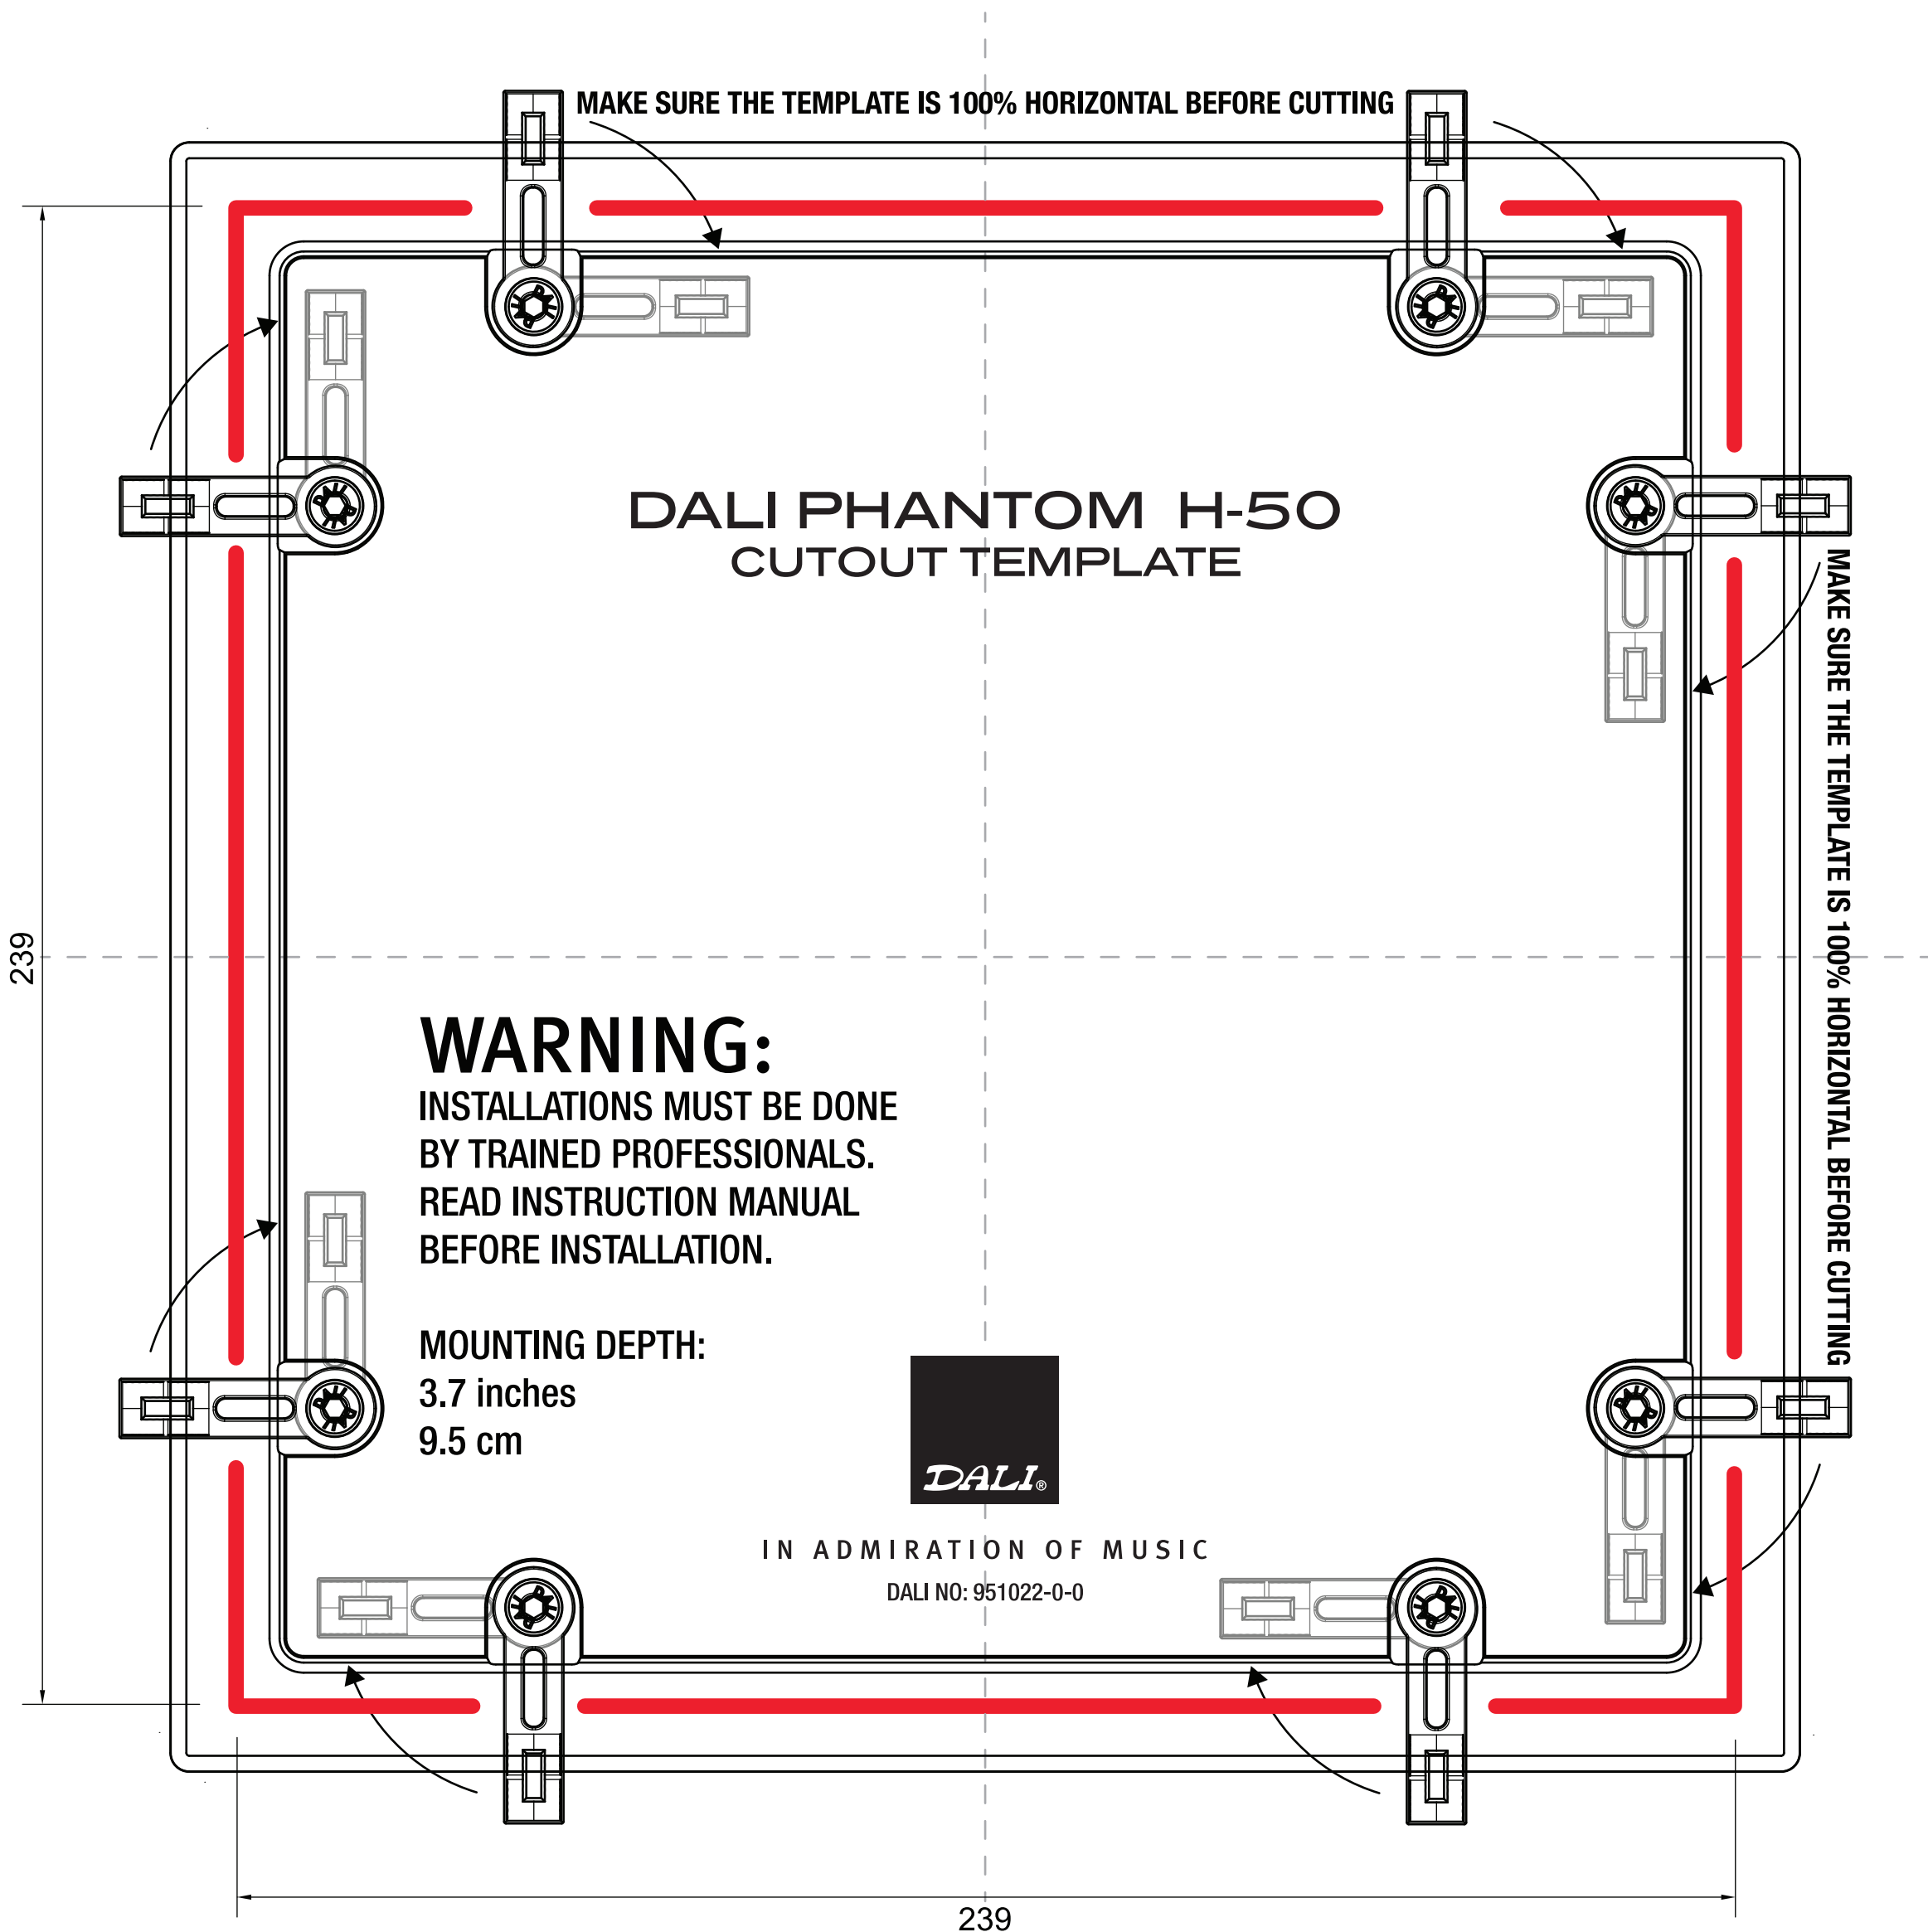 MAKE SURE THE TEMPLATE IS 100% HORIZONTAL BEFORE CUTTING
DALI PHANTOM H-50
CUTOUT TEMPLATE
MAKE SURE THE TEMPLATE IS 100% HORIZONTAL BEFORE CUTTING
239
WARNING:
INSTALLATIONS MUST BE DONE
BY TRAINED PROFESSIONALS.
READ INSTRUCTION MANUAL
BEFORE INSTALLATION.
MOUNTING DEPTH:
3.7 inches
9.5 cm
DALI®
IN ADMIRATION OF MUSIC
DALI NO: 951022-0-0
239